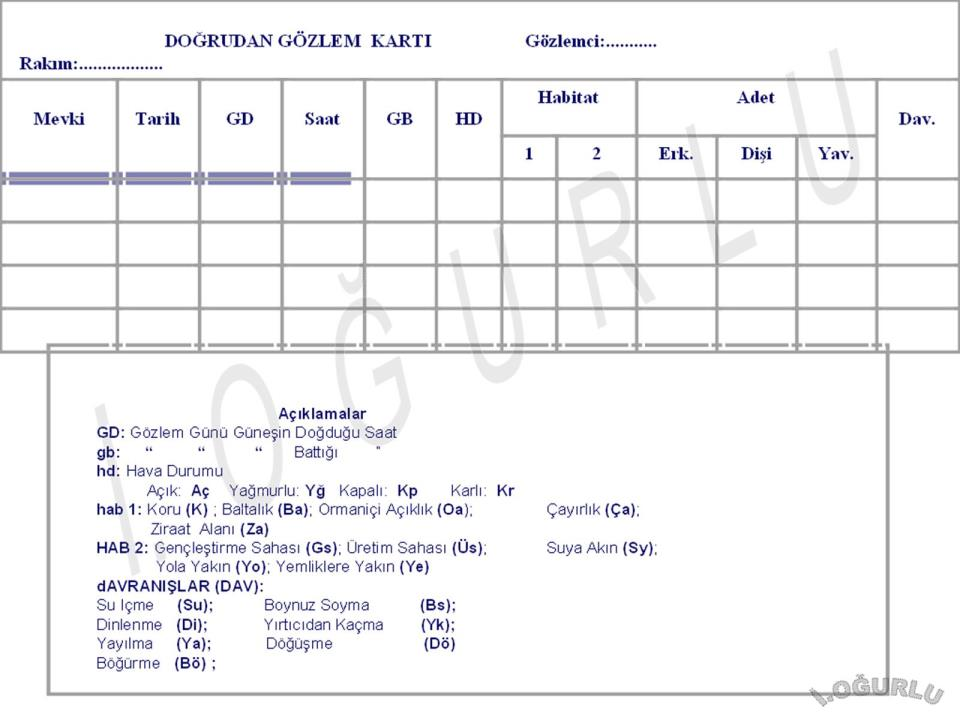 DOĞRUDAN GÖZLEM KARTI Gözlemci:...........
Rakım:..................
Mevki Tarih GD Saat GB HD Habitat Adet Dav.
1 2 Erk. Dişi Yav.
I. OĞURLU
Açıklamalar
GD: Gözlem Günü Güneşin Doğduğu Saat
gb: “ “ “ Battığı “
hd: Hava Durumu
Açık: Aç Yağmurlu: Yğ Kapalı: Kp Karlı: Kr
hab 1: Koru (K) ; Baltalık (Ba); Ormaniçi Açıklık (Oa); Çayırlık (Ça);
Ziraat Alanı (Za)
HAB 2: Gençleştirme Sahası (Gs); Üretim Sahası (Üs); Suya Akın (Sy);
Yola Yakın (Yo); Yemliklere Yakın (Ye)
dAVRANIŞLAR (DAV):
Su Içme (Su); Boynuz Soyma (Bs);
Dinlenme (Di); Yırtıcıdan Kaçma (Yk);
Yayılma (Ya); Döğüşme (Dö)
Böğürme (Bö) ;
İ.OĞURLU